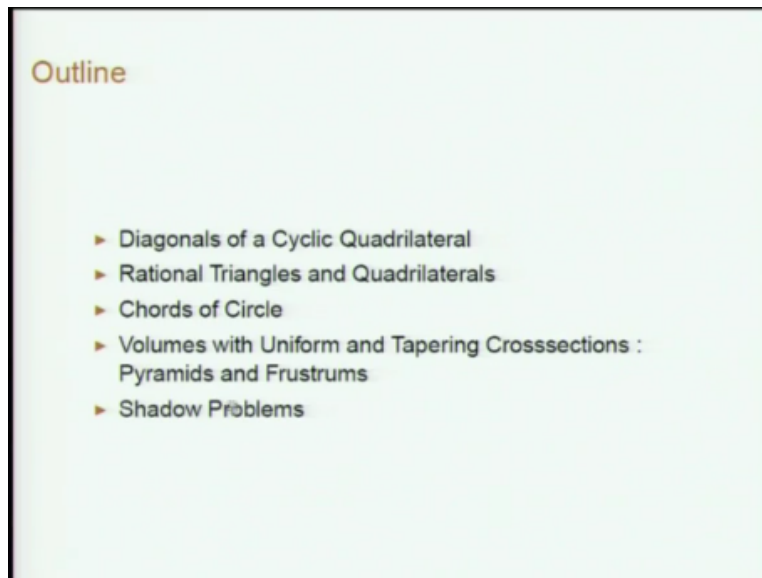 Outline
► Diagonals of a Cyclic Quadrilateral
► Rational Triangles and Quadrilaterals
► Chords of Circle
► Volumes with Uniform and Tapering Crosssections :
Pyramids and Frustrums
► Shadow Problems